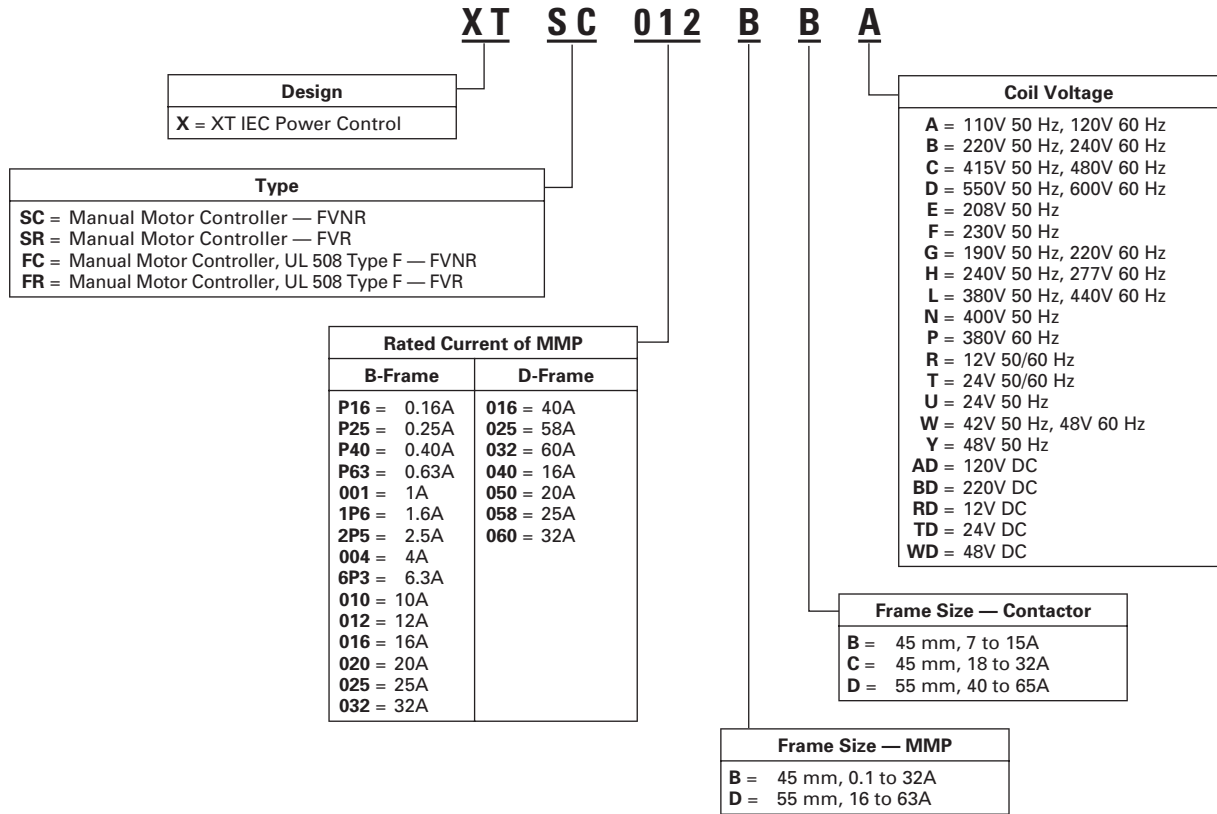 XT SC 012 B B A
Design
X = XT IEC Power Control
Type
SC = Manual Motor Controller — FVNR
SR = Manual Motor Controller — FVR
FC = Manual Motor Controller, UL 508 Type F — FVNR
FR = Manual Motor Controller, UL 508 Type F — FVR
Rated Current of MMP
B-Frame D-Frame
P16 = 0.16A 016 = 40A
P25 = 0.25A 025 = 58A
P40 = 0.40A 032 = 60A
P63 = 0.63A 040 = 16A
001 = 1A 050 = 20A
1P6 = 1.6A 058 = 25A
2P5 = 2.5A 060 = 32A
004 = 4A
6P3 = 6.3A
010 = 10A
012 = 12A
016 = 16A
020 = 20A
025 = 25A
032 = 32A
Coil Voltage
A = 110V 50 Hz, 120V 60 Hz
B = 220V 50 Hz, 240V 60 Hz
C = 415V 50 Hz, 480V 60 Hz
D = 550V 50 Hz, 600V 60 Hz
E = 208V 50 Hz
F = 230V 50 Hz
G = 190V 50 Hz, 220V 60 Hz
H = 240V 50 Hz, 277V 60 Hz
L = 380V 50 Hz, 440V 60 Hz
N = 400V 50 Hz
P = 380V 60 Hz
R = 12V 50/60 Hz
T = 24V 50/60 Hz
U = 24V 50 Hz
W = 42V 50 Hz, 48V 60 Hz
Y = 48V 50 Hz
AD = 120V DC
BD = 220V DC
RD = 12V DC
TD = 24V DC
WD = 48V DC
Frame Size — Contactor
B = 45 mm, 7 to 15A
C = 45 mm, 18 to 32A
D = 55 mm, 40 to 65A
Frame Size — MMP
B = 45 mm, 0.1 to 32A
D = 55 mm, 16 to 63A